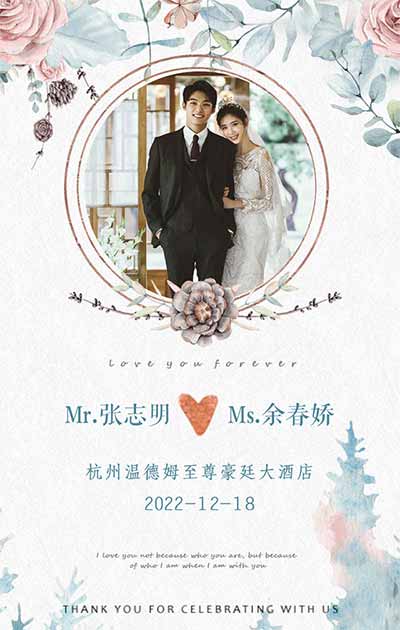 love you forever
Mr.张志明 Ms.余春娇
杭州温德姆至尊豪廷大酒店
2022-12-18
I love you not because who you are, but because
of who I am when I am with you
THANK YOU FOR CELEBRATING WITH US